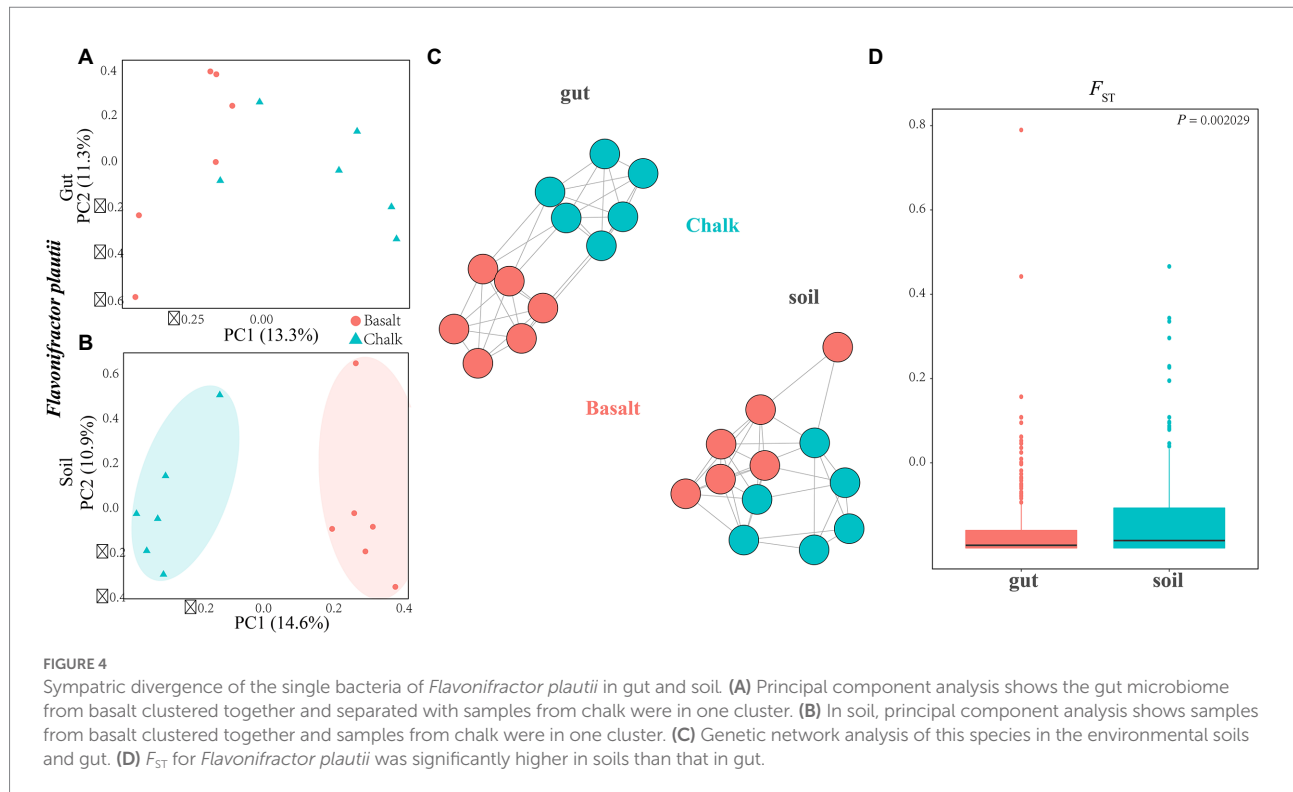 A
0.4
0.2
0.0
☒0.2
☒0.4
☒0.6
Gut
PC2 (11.3%)
☒0.25
0.00
PC1 (13.3%)
Flavonifractor plautii
Basalt
Chalk
B
0.6
0.4
0.2
0.0
☒0.2
☒0.4
Soil
PC2 (10.9%)
☒0.2
0.0
0.2
0.4
PC1 (14.6%)
C
gut
Chalk
soil
Basalt
D
FST
P = 0.002029
0.8
0.8
0.4
0.0
gut
soil
FIGURE 4
Sympatric divergence of the single bacteria of Flavonifractor plautii in gut and soil. (A) Principal component analysis shows the gut microbiome
from basalt clustered together and separated with samples from chalk were in one cluster. (B) In soil, principal component analysis shows samples
from basalt clustered together and samples from chalk were in one cluster. (C) Genetic network analysis of this species in the environmental soils
and gut. (D) FST for Flavonifractor plautii was significantly higher in soils than that in gut.